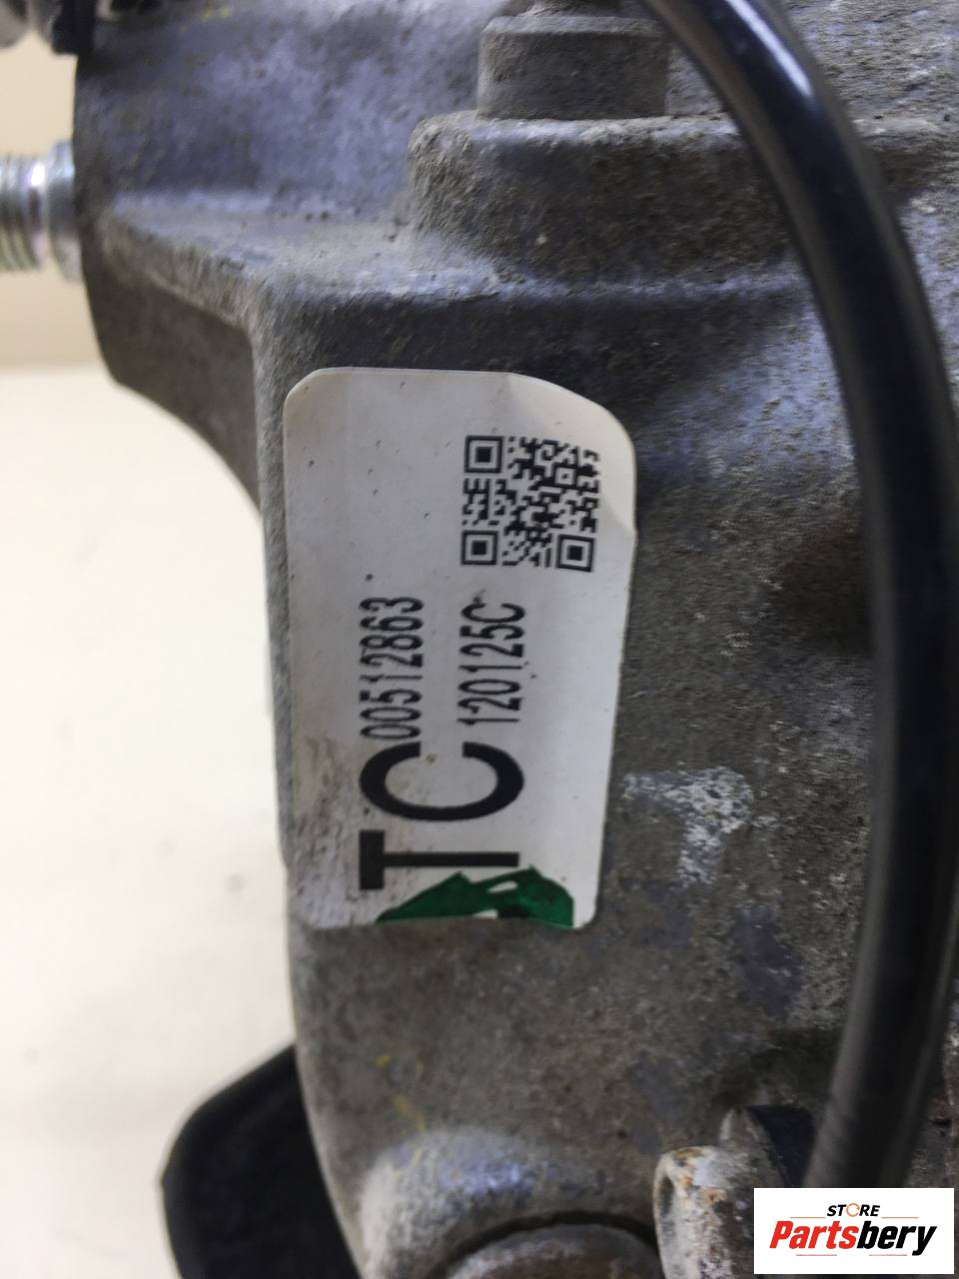 TC 00512863
120125C
STORE
Partsbery